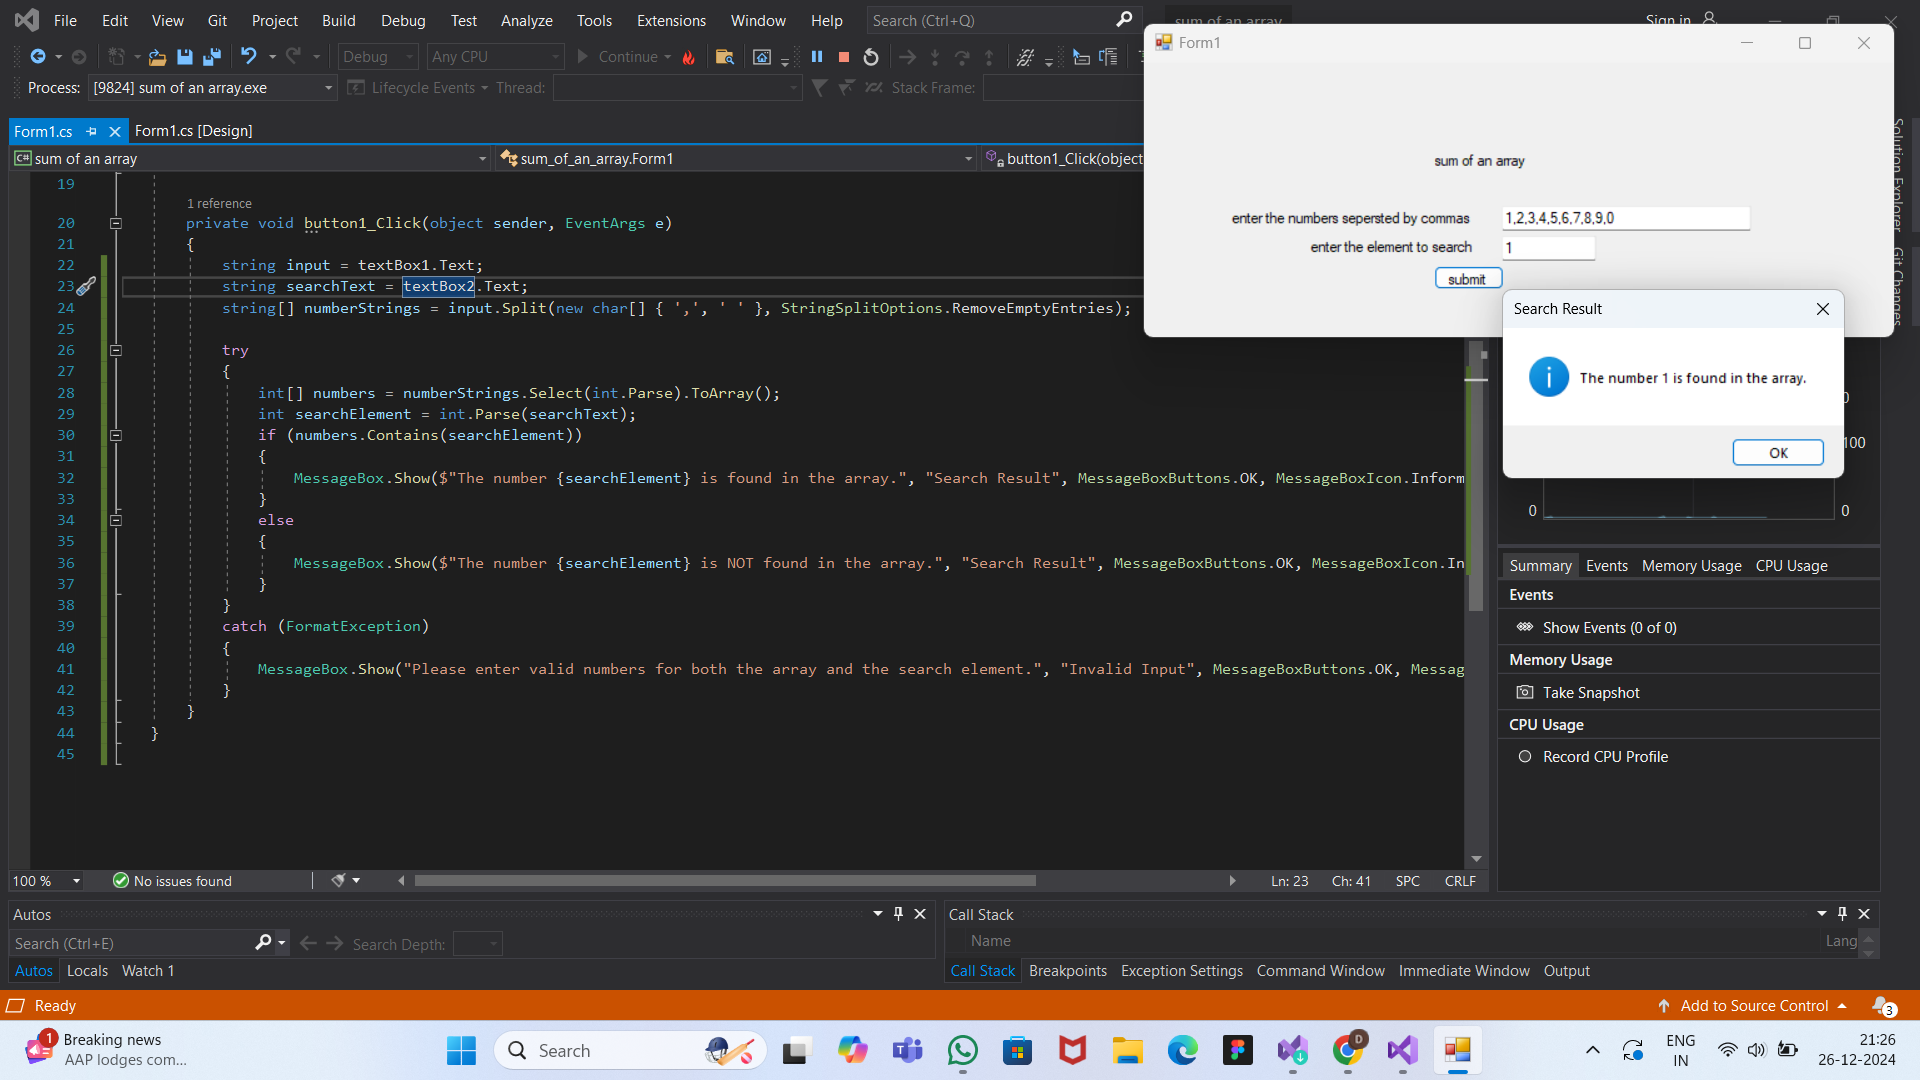 File Edit View Git Project Build Debug Test Analyze Tools Extensions Window Help Search (Ctrl+Q) sum of an array Sign in
Debug Any CPU Continue
Process: [9824] sum of an array.exe Lifecycle Events Thread: Stack Frame:
Form1.cs Form1.cs [Design]
C# sum of an array sum_of_an_array.Form1 button1_Click(object
19
1 reference
20 private void button1_Click(object sender, EventArgs e)
21 {
22 string input = textBox1.Text;
23 string searchText = textBox2.Text;
24 string[] numberStrings = input.Split(new char[] { ',', ' ' }, StringSplitOptions.RemoveEmptyEntries);
25
26 try
27 {
28 int[] numbers = numberStrings.Select(int.Parse).ToArray();
29 int searchElement = int.Parse(searchText);
30 if (numbers.Contains(searchElement))
31 {
32 MessageBox.Show($"The number {searchElement} is found in the array.", "Search Result", MessageBoxButtons.OK, MessageBoxIcon.Inform
33 }
34 else
35 {
36 MessageBox.Show($"The number {searchElement} is NOT found in the array.", "Search Result", MessageBoxButtons.OK, MessageBoxIcon.In
37 }
38 }
39 catch (FormatException)
40 {
41 MessageBox.Show("Please enter valid numbers for both the array and the search element.", "Invalid Input", MessageBoxButtons.OK, Messag
42 }
43 }
44 }
45
100 % No issues found Ln: 23 Ch: 41 SPC CRLF
Form1
sum of an array
enter the numbers sepersted by commas 1,2,3,4,5,6,7,8,9,0
enter the element to search 1
submit
Search Result
The number 1 is found in the array.
OK
Solution Explorer
Git Changes
0
100
0 0
Summary Events Memory Usage CPU Usage
Events
Show Events (0 of 0)
Memory Usage
Take Snapshot
CPU Usage
Record CPU Profile
Autos
Search (Ctrl+E) Search Depth:
Autos Locals Watch 1
Call Stack
Name Lang
Call Stack Breakpoints Exception Settings Command Window Immediate Window Output
Ready Add to Source Control 3
1 Breaking news
AAP lodges com...
Search
D
ENG
IN
21:26
26-12-2024